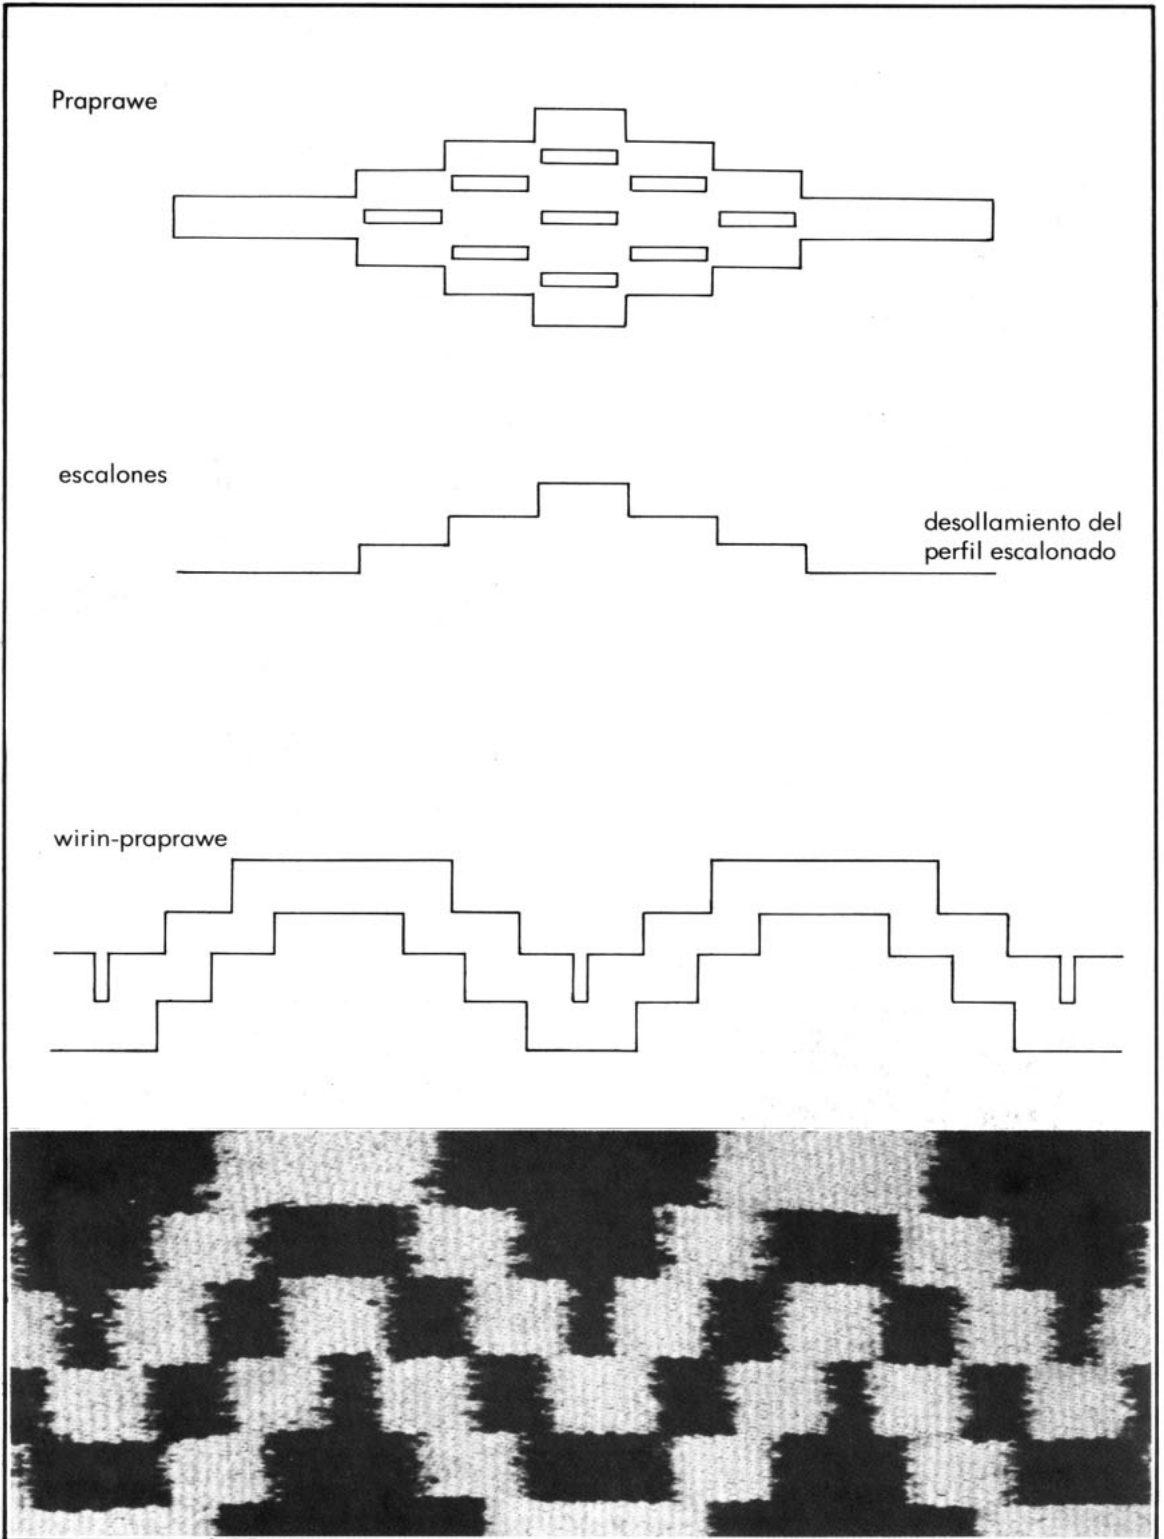 Praprawe
escalones
desollamiento del
perfil escalonado
wirin-praprawe